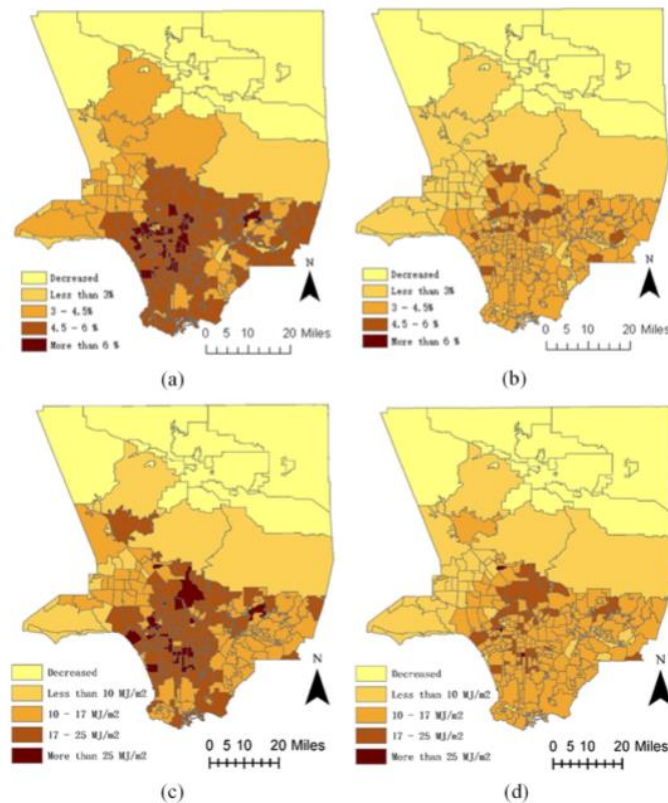 Decreased
Less than 3%
3 - 4.5%
4.5 - 6 %
More than 6 %
N
0 5 10 20 Miles
(a)
Decreased
Less than 3%
3 - 4.5%
4.5 - 6 %
More than 6 %
N
0 5 10 20 Miles
(b)
Decreased
Less than 10 MJ/m2
10 - 17 MJ/m2
17 - 25 MJ/m2
More than 25 MJ/m2
N
0 5 10 20 Miles
(c)
Decreased
Less than 10 MJ/m2
10 - 17 MJ/m2
17 - 25 MJ/m2
More than 25 MJ/m2
N
0 5 10 20 Miles
(d)